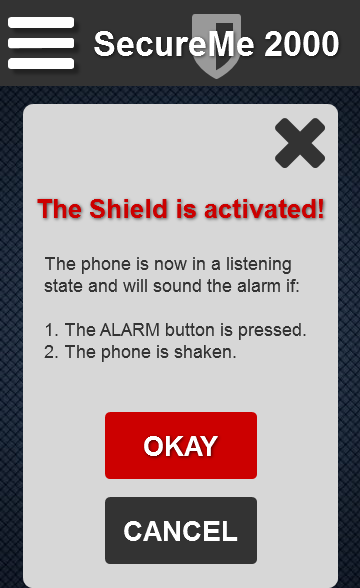 SecureMe 2000
The Shield is activated!
The phone is now in a listening
state and will sound the alarm if:
1. The ALARM button is pressed.
2. The phone is shaken.
OKAY
CANCEL